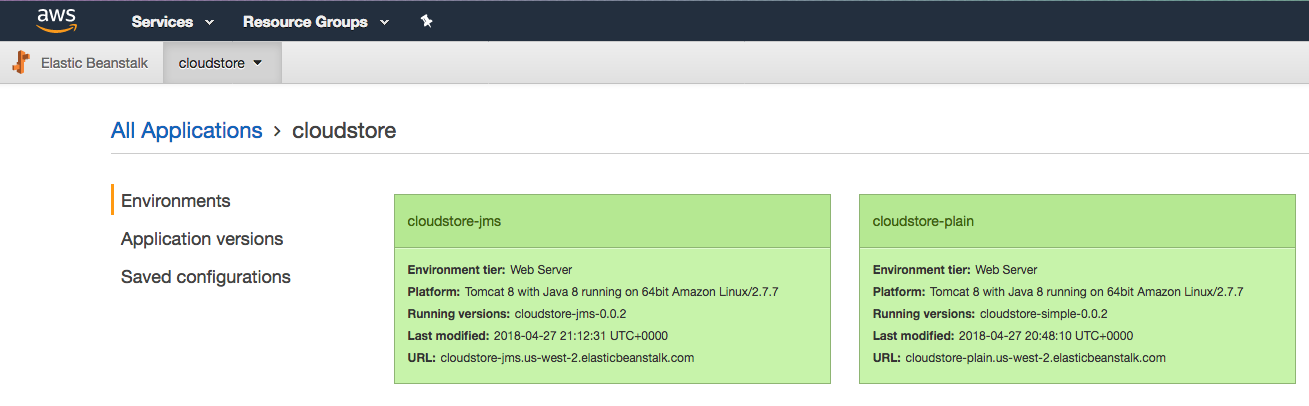 aws Services Resource Groups
Elastic Beanstalk cloudstore
All Applications > cloudstore
Environments
Application versions
Saved configurations
cloudstore-jms
Environment tier: Web Server
Platform: Tomcat 8 with Java 8 running on 64bit Amazon Linux/2.7.7
Running versions: cloudstore-jms-0.0.2
Last modified: 2018-04-27 21:12:31 UTC+0000
URL: cloudstore-jms.us-west-2.elasticbeanstalk.com
cloudstore-plain
Environment tier: Web Server
Platform: Tomcat 8 with Java 8 running on 64bit Amazon Linux/2.7.7
Running versions: cloudstore-simple-0.0.2
Last modified: 2018-04-27 20:48:10 UTC+0000
URL: cloudstore-plain.us-west-2.elasticbeanstalk.com